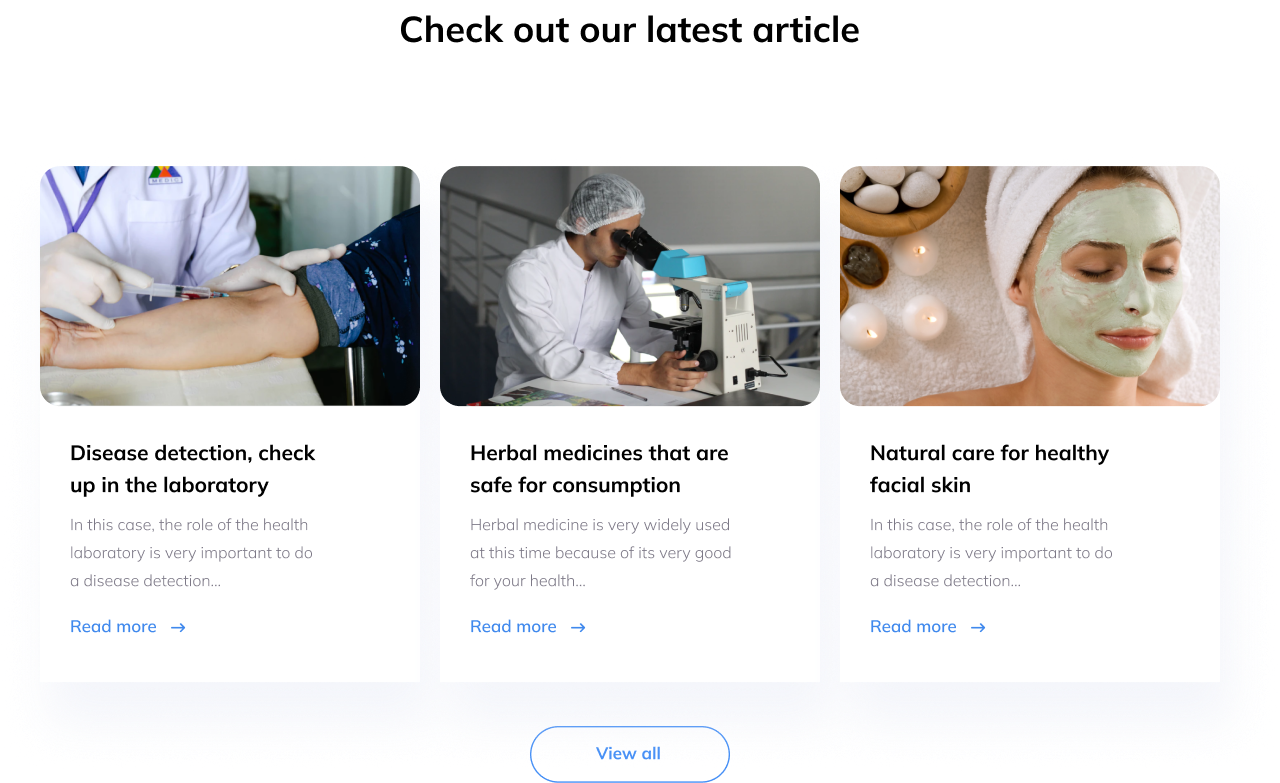 Check out our latest article
MEDIC
Disease detection, check
up in the laboratory
In this case, the role of the health
laboratory is very important to do
a disease detection...
Read more →
Herbal medicines that are
safe for consumption
Herbal medicine is very widely used
at this time because of its very good
for your health...
Read more →
Natural care for healthy
facial skin
In this case, the role of the health
laboratory is very important to do
a disease detection...
Read more →
View all